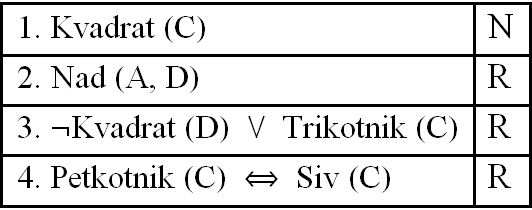 1. Kvadrat (C) N
2. Nad (A, D) R
3. ¬Kvadrat (D) \/ Trikotnik (C) R
4. Petkotnik (C) ⇔ Siv (C) R